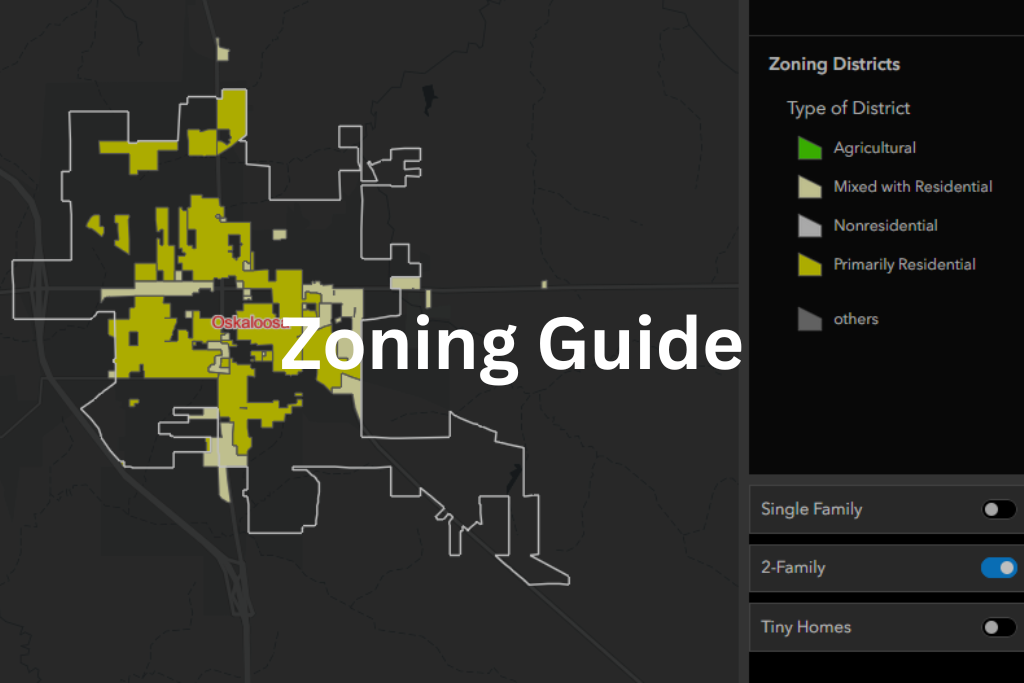 Zoning Districts
Type of District
Agricultural
Mixed with Residential
Nonresidential
Primarily Residential
others
Oskaloosa
Zoning Guide
Single Family
2-Family
Tiny Homes